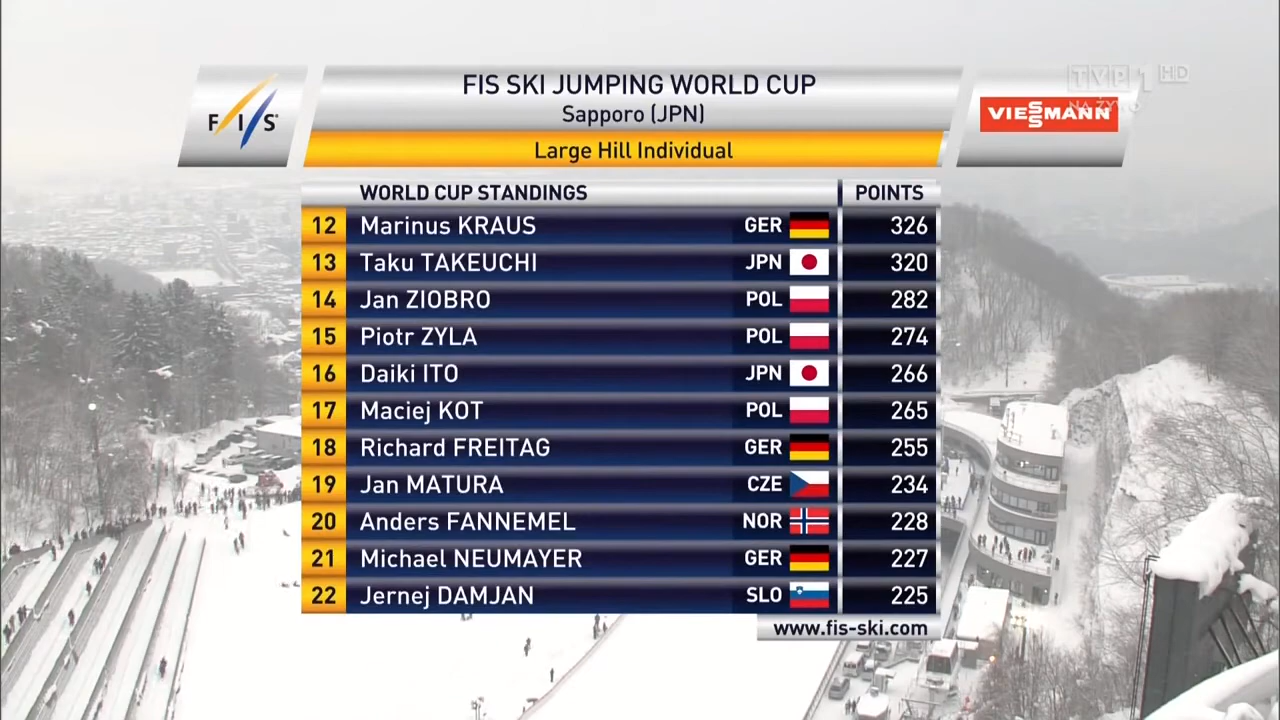 FIS
FIS SKI JUMPING WORLD CUP
Sapporo (JPN)
Large Hill Individual
VIESSMANN
TVP1 HD
NA ŻYWO
WORLD CUP STANDINGS POINTS
12 Marinus KRAUS GER 326
13 Taku TAKEUCHI JPN 320
14 Jan ZIOBRO POL 282
15 Piotr ZYLA POL 274
16 Daiki ITO JPN 266
17 Maciej KOT POL 265
18 Richard FREITAG GER 255
19 Jan MATURA CZE 234
20 Anders FANNEMEL NOR 228
21 Michael NEUMAYER GER 227
22 Jernej DAMJAN SLO 225
www.fis-ski.com